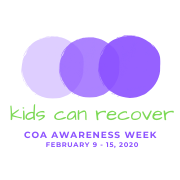 kids can recover
COA AWARENESS WEEK
FEBRUARY 9 - 15, 2020